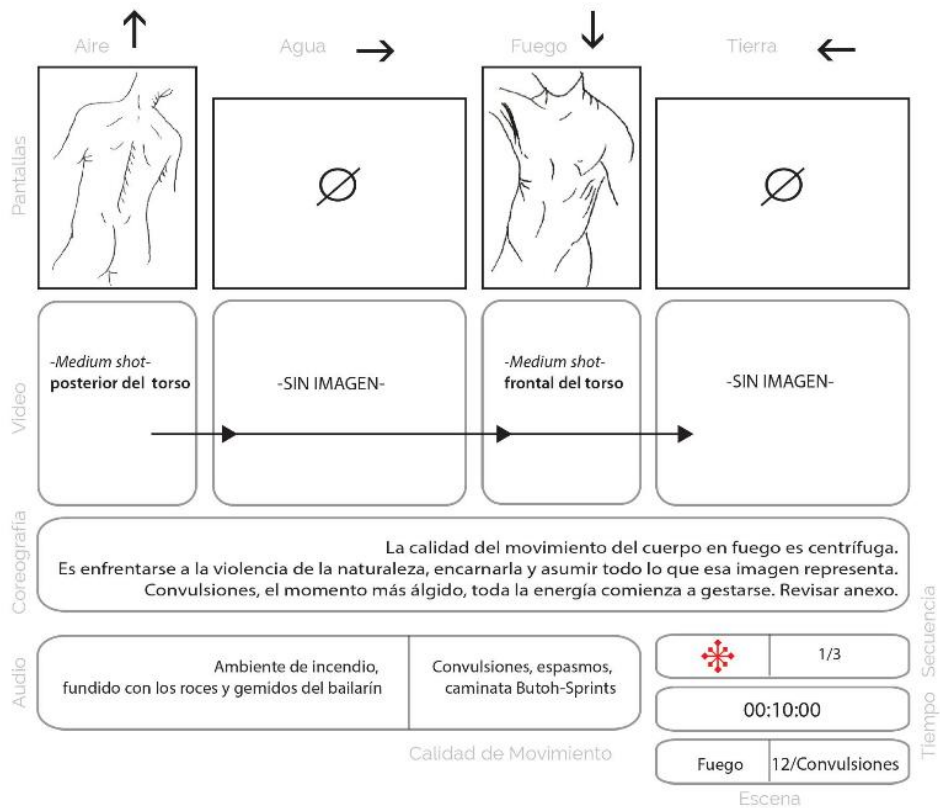 Aire
Agua
Fuego
Tierra
Pantallas
Video
-Medium shot-
posterior del torso
-SIN IMAGEN-
-Medium shot-
frontal del torso
-SIN IMAGEN-
Coreografía
La calidad del movimiento del cuerpo en fuego es centrífuga.
Es enfrentarse a la violencia de la naturaleza, encarnarla y asumir todo lo que esa imagen representa.
Convulsiones, el momento más álgido, toda la energía comienza a gestarse. Revisar anexo.
Audio
Ambiente de incendio,
fundido con los roces y gemidos del bailarín
Convulsiones, espasmos,
caminata Butoh-Sprints
Calidad de Movimiento
1/3
Secuencia
00:10:00
Tiempo
Fuego
12/Convulsiones
Escena